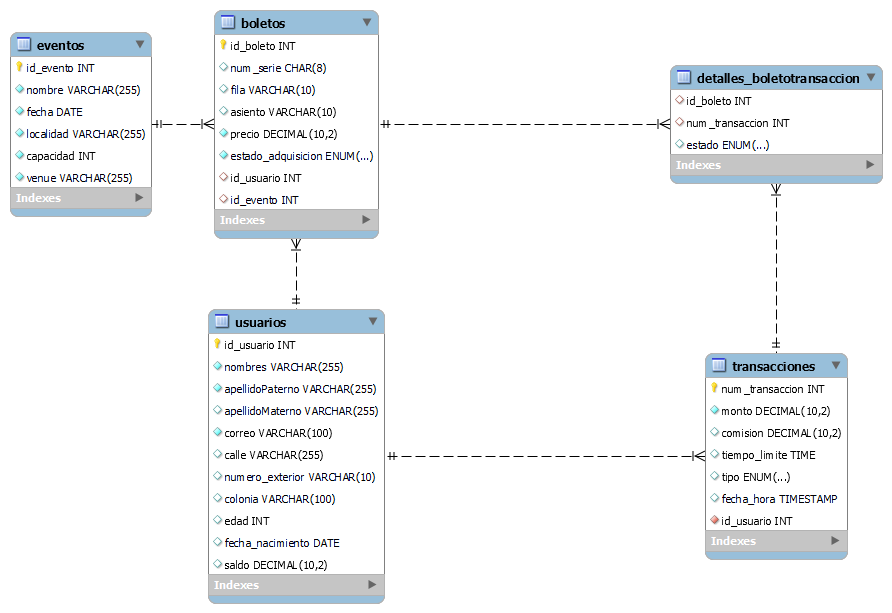 eventos
id_evento INT
nombre VARCHAR(255)
fecha DATE
localidad VARCHAR(255)
capacidad INT
venue VARCHAR(255)
Indexes
boletos
id_boleto INT
num_serie CHAR(8)
fila VARCHAR(10)
asiento VARCHAR(10)
precio DECIMAL(10,2)
estado_adquisicion ENUM(...)
id_usuario INT
id_evento INT
Indexes
detalles_boletotransaccion
id_boleto INT
num_transaccion INT
estado ENUM(...)
Indexes
usuarios
id_usuario INT
nombres VARCHAR(255)
apellidoPaterno VARCHAR(255)
apellidoMaterno VARCHAR(255)
correo VARCHAR(100)
calle VARCHAR(255)
numero_exterior VARCHAR(10)
colonia VARCHAR(100)
edad INT
fecha_nacimiento DATE
saldo DECIMAL(10,2)
Indexes
transacciones
num_transaccion INT
monto DECIMAL(10,2)
comision DECIMAL(10,2)
tiempo_limite TIME
tipo ENUM(...)
fecha_hora TIMESTAMP
id_usuario INT
Indexes